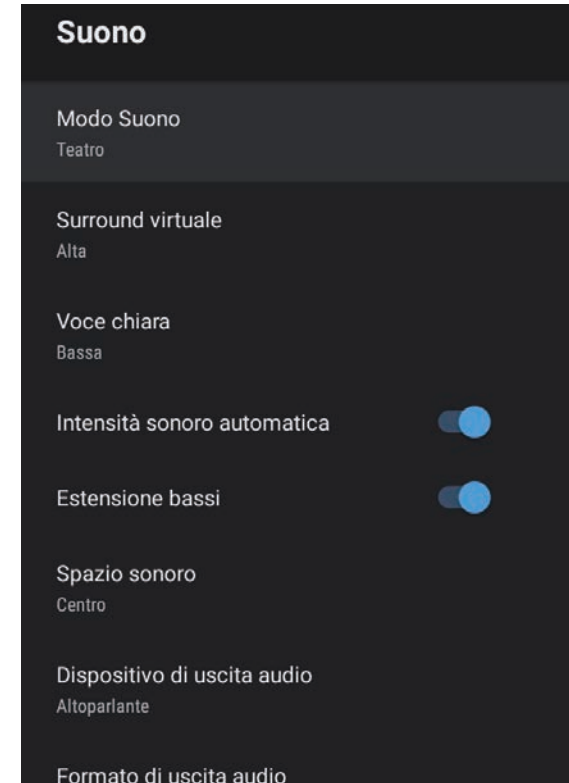 Suono
Modo Suono
Teatro
Surround virtuale
Alta
Voce chiara
Bassa
Intensità sonoro automatica
Estensione bassi
Spazio sonoro
Centro
Dispositivo di uscita audio
Altoparlante
Formato di uscita audio